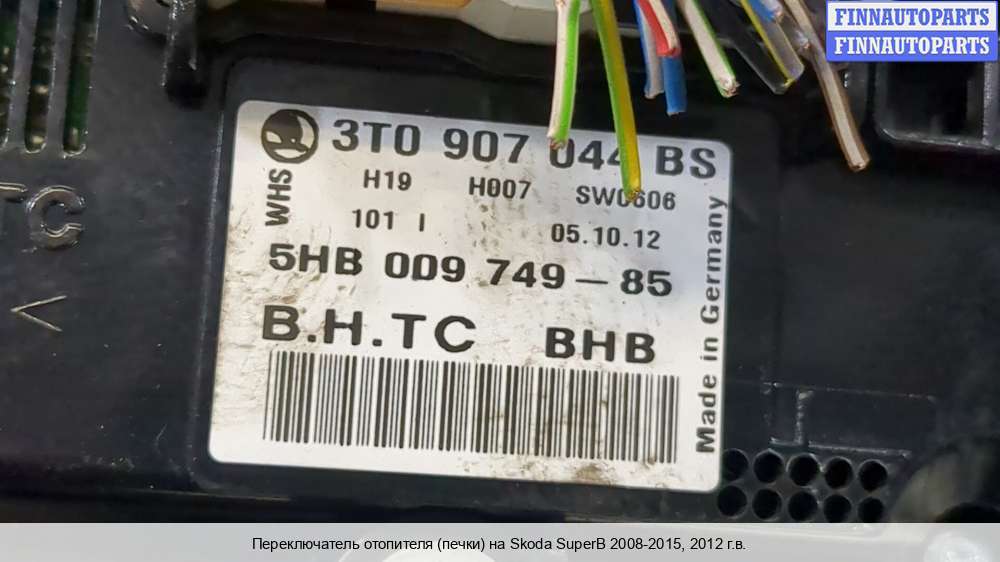 FINNAUTOPARTS
FINNAUTOPARTS
3T0 907 044 BS
H19 H007 SW0606
WHS
101 I 05.10.12
5HB 009 749-85
B.H.TC BHB
Made in Germany
TC
<
Переключатель отопителя (печки) на Skoda SuperB 2008-2015, 2012 г.в.